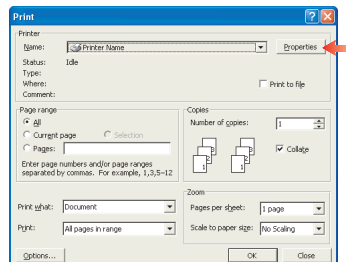 Print
Printer
Name: Printer Name Properties
Status: Idle
Type:
Where: Print to file
Comment:
Page range
All
Current page Selection
Pages:
Enter page numbers and/or page ranges
separated by commas. For example, 1,3,5–12
Copies
Number of copies: 1
Collate
Print what: Document
Print: All pages in range
Zoom
Pages per sheet: 1 page
Scale to paper size: No Scaling
Options... OK Close